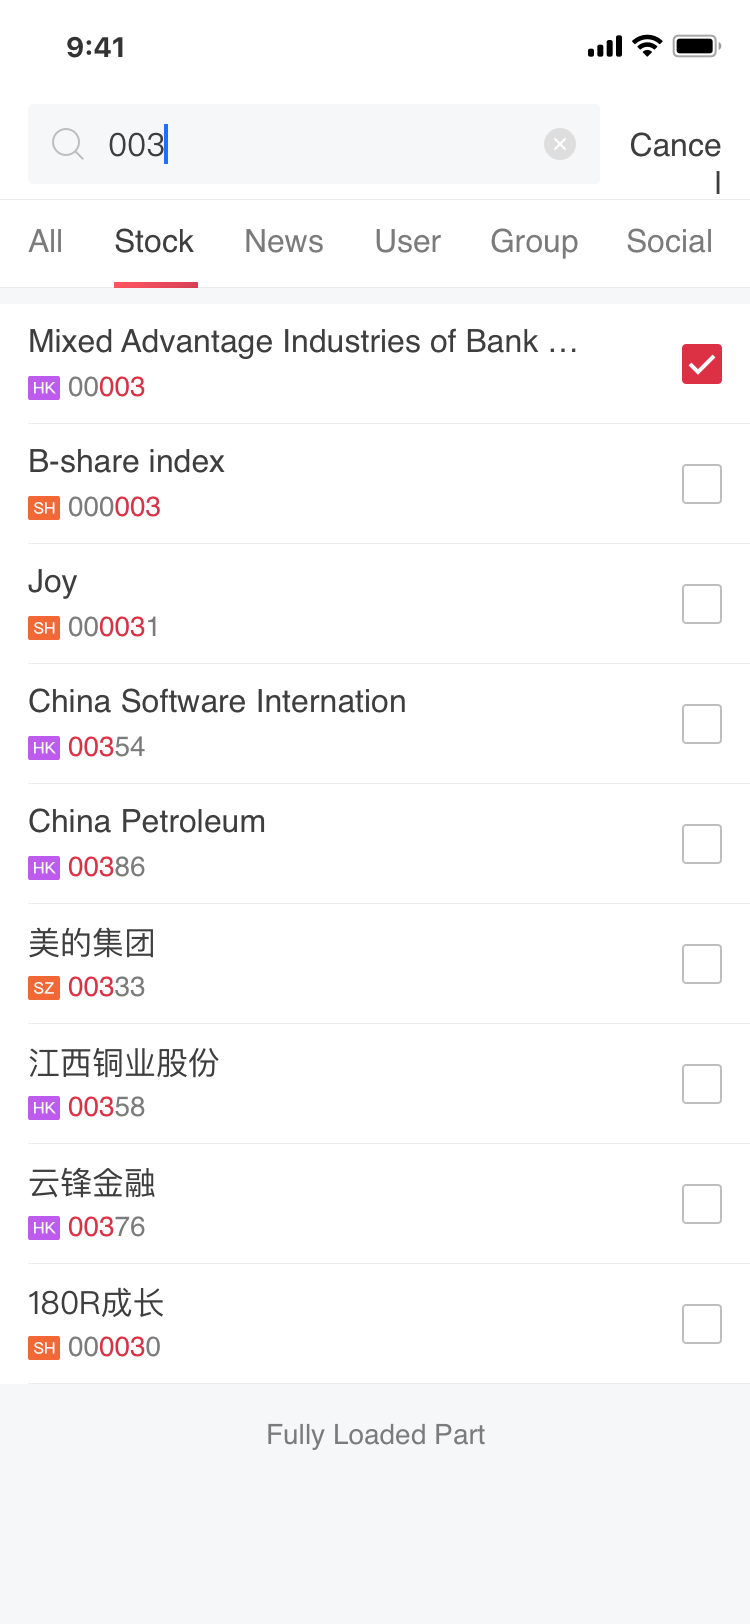 9:41
003
Cance
l
All Stock News User Group Social
Mixed Advantage Industries of Bank ...
HK 00003
B-share index
SH 000003
Joy
SH 000031
China Software Internation
HK 00354
China Petroleum
HK 00386
美的集团
SZ 00333
江西铜业股份
HK 00358
云锋金融
HK 00376
180R成长
SH 000030
Fully Loaded Part